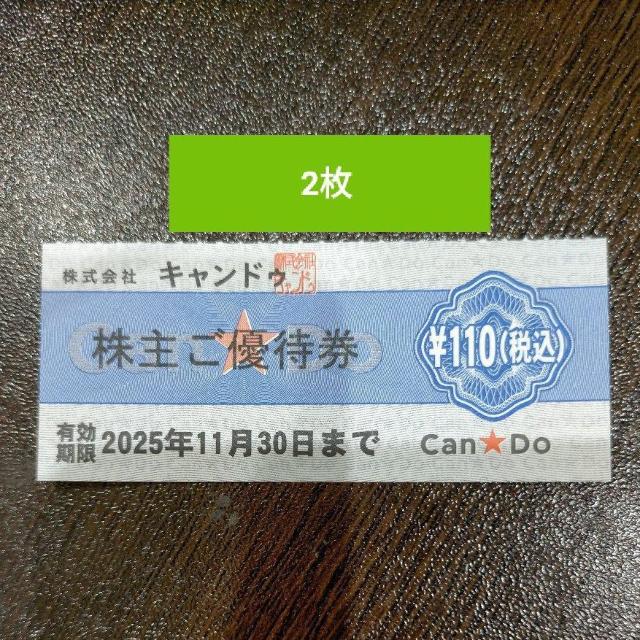 2枚
株式会社 キャンドゥ
株主ご優待券
¥110(税込)
有効期限 2025年11月30日まで
Can★Do